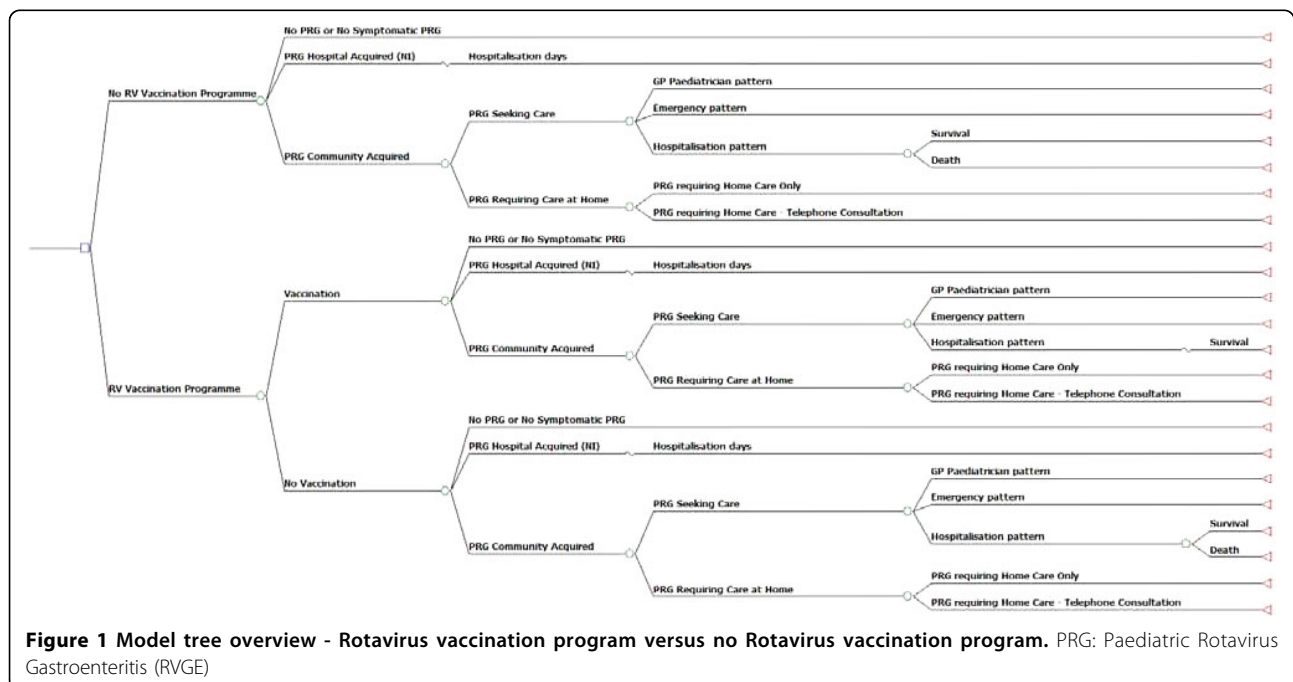 No PRG or No Symptomatic PRG
PRG Hospital Acquired (NI) Hospitalisation days
GP Paediatrician pattern
No RV Vaccination Programme
Emergency pattern
PRG Seeking Care
Survival
Hospitalisation pattern
PRG Community Acquired
Death
PRG requiring Home Care Only
PRG Requiring Care at Home
PRG requiring Home Care - Telephone Consultation
No PRG or No Symptomatic PRG
PRG Hospital Acquired (NI) Hospitalisation days
Vaccination
GP Paediatrician pattern
PRG Seeking Care
Emergency pattern
Hospitalisation pattern Survival
PRG Community Acquired
PRG requiring Home Care Only
PRG Requiring Care at Home
RV Vaccination Programme
PRG requiring Home Care - Telephone Consultation
No PRG or No Symptomatic PRG
PRG Hospital Acquired (NI) Hospitalisation days
GP Paediatrician pattern
No Vaccination
Emergency pattern
PRG Seeking Care
Survival
Hospitalisation pattern
PRG Community Acquired
Death
PRG requiring Home Care Only
PRG Requiring Care at Home
PRG requiring Home Care - Telephone Consultation
Figure 1 Model tree overview - Rotavirus vaccination program versus no Rotavirus vaccination program. PRG: Paediatric Rotavirus
Gastroenteritis (RVGE)